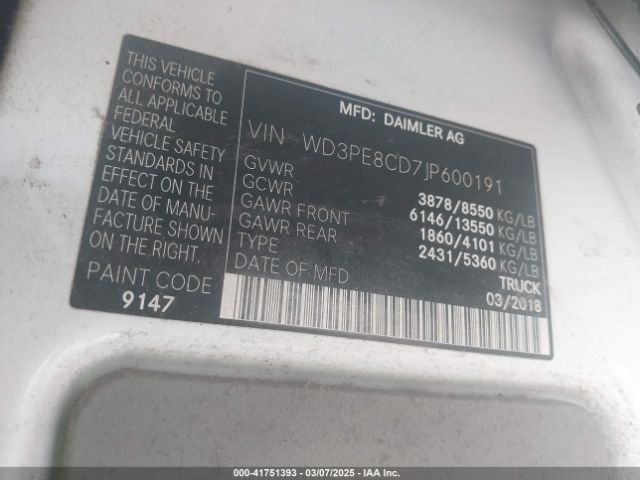 THIS VEHICLE
CONFORMS TO
ALL APPLICABLE
FEDERAL
VEHICLE SAFETY
STANDARDS IN
EFFECT ON THE
DATE OF MANU-
FACTURE SHOWN
ON THE RIGHT.
PAINT CODE
9147
MFD: DAIMLER AG
VIN WD3PE8CD7JP600191
GVWR 3878/8550 KG/LB
GCWR 6146/13550 KG/LB
GAWR FRONT 1860/4101 KG/LB
GAWR REAR 2431/5360 KG/LB
TYPE TRUCK
DATE OF MFD 03/2018
000-41751393 — 03/07/2025 — IAA Inc.